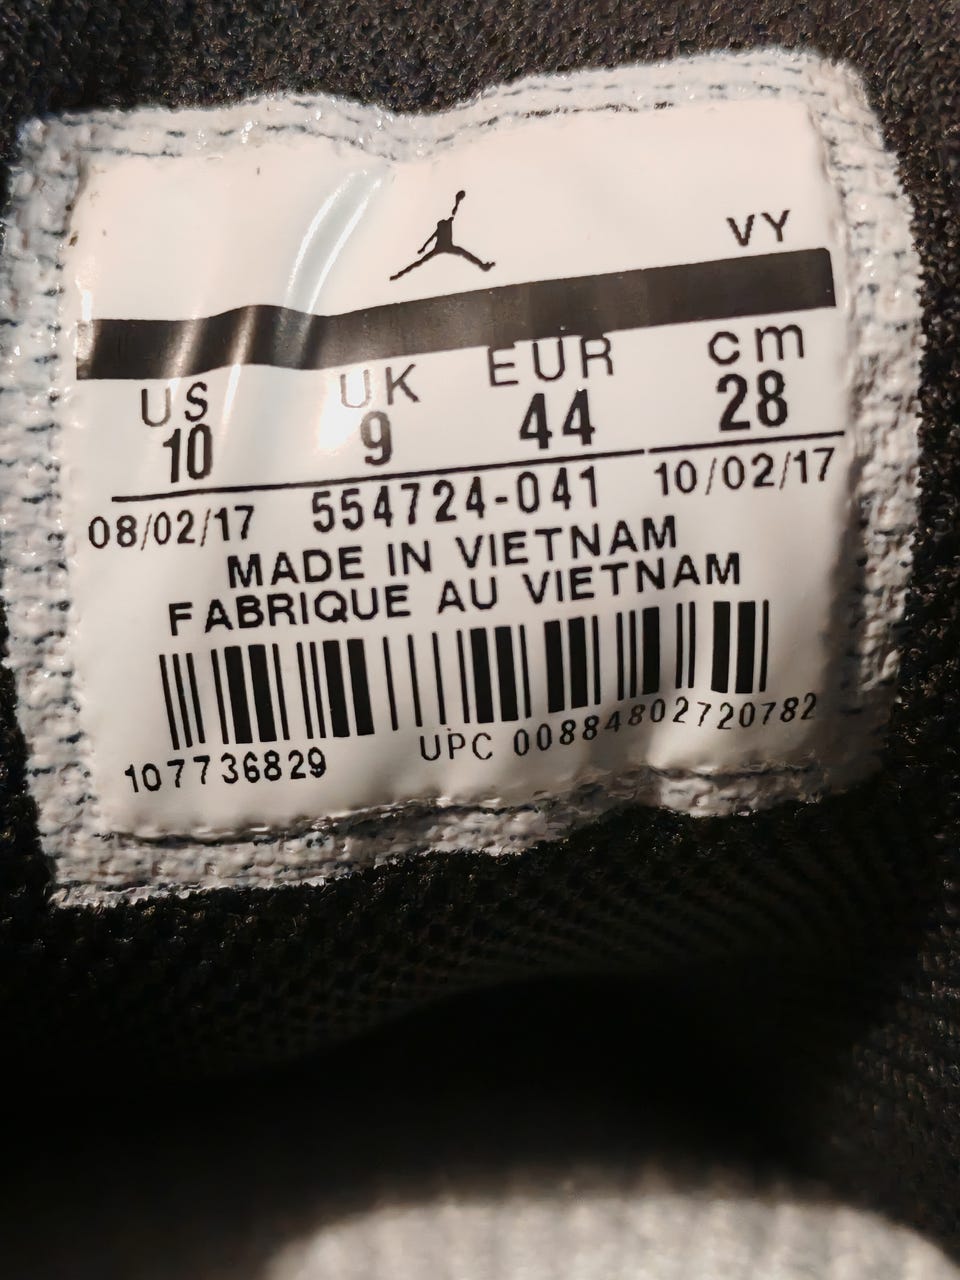 VY
US UK EUR cm
10 9 44 28
08/02/17 554724-041 10/02/17
MADE IN VIETNAM
FABRIQUE AU VIETNAM
107736829 UPC 00884802720782